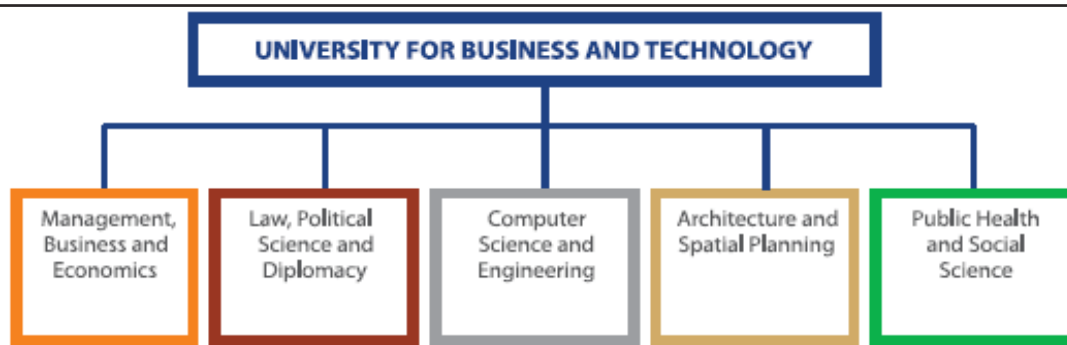 UNIVERSITY FOR BUSINESS AND TECHNOLOGY
Management,
Business and
Economics
Law, Political
Science and
Diplomacy
Computer
Science and
Engineering
Architecture and
Spatial Planning
Public Health
and Social
Science